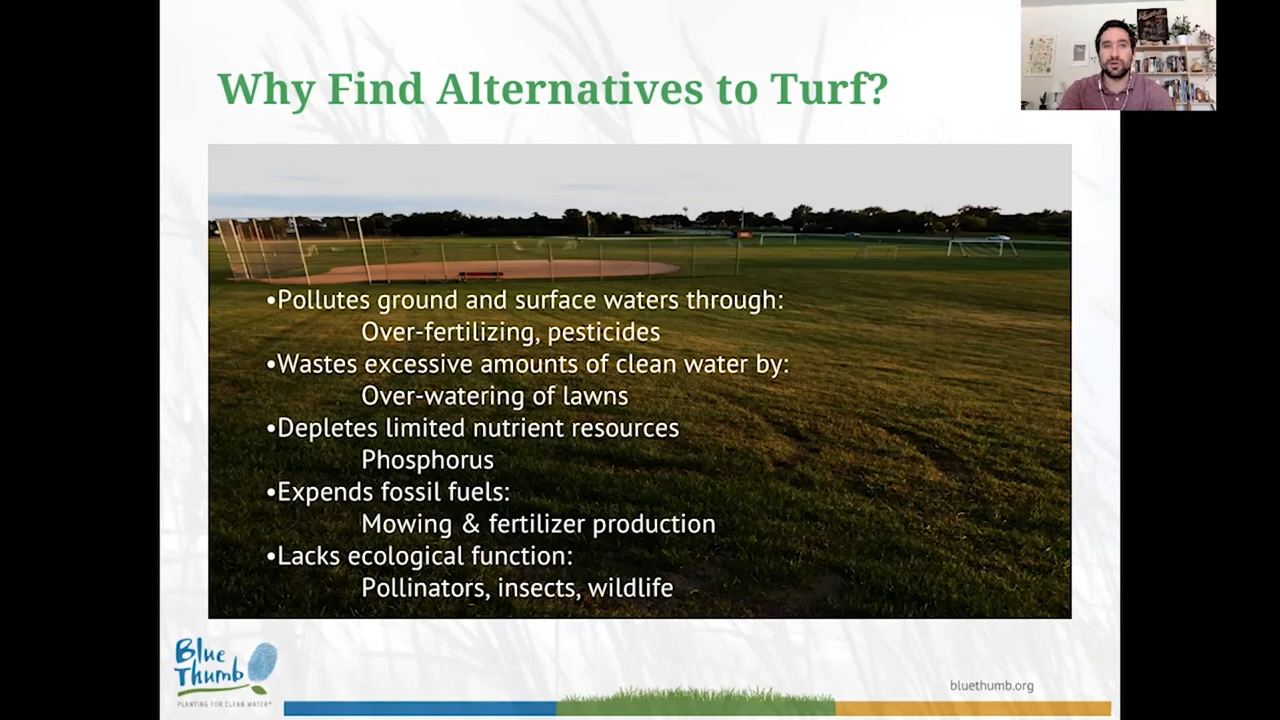 Why Find Alternatives to Turf?
•Pollutes ground and surface waters through:
Over-fertilizing, pesticides
•Wastes excessive amounts of clean water by:
Over-watering of lawns
•Depletes limited nutrient resources
Phosphorus
•Expends fossil fuels:
Mowing & fertilizer production
•Lacks ecological function:
Pollinators, insects, wildlife
Blue
Thumb
PLANTING FOR CLEAN WATER®
bluethumb.org